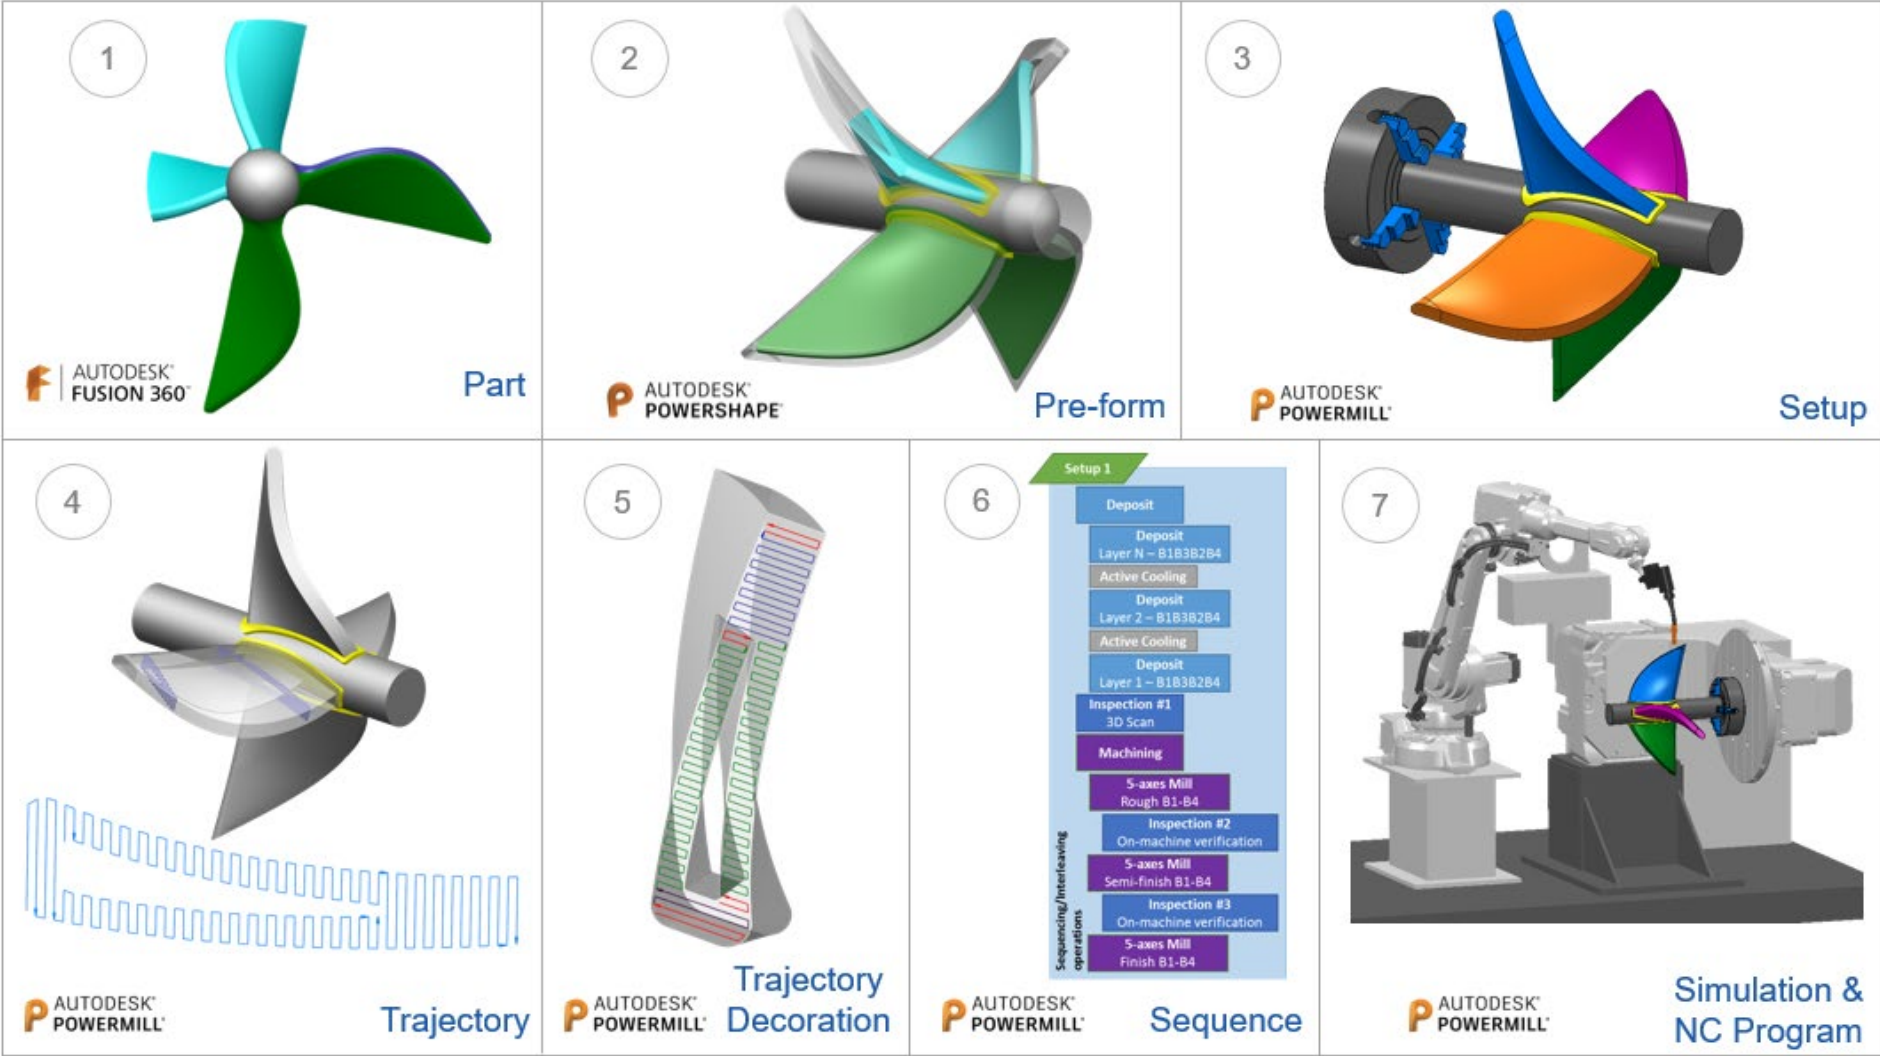 1
AUTODESK®
FUSION 360™
Part
2
AUTODESK®
POWERSHAPE®
Pre-form
3
AUTODESK®
POWERMILL®
Setup
4
AUTODESK®
POWERMILL®
Trajectory
5
AUTODESK®
POWERMILL®
Trajectory
Decoration
6
Setup 1
Deposit
Deposit
Layer N – B1B3B2B4
Active Cooling
Deposit
Layer 2 – B1B3B2B4
Active Cooling
Deposit
Layer 1 – B1B3B2B4
Inspection #1
3D Scan
Machining
5-axes Mill
Rough B1-B4
Inspection #2
On-machine verification
5-axes Mill
Semi-finish B1-B4
Inspection #3
On-machine verification
5-axes Mill
Finish B1-B4
Sequencing/Interleaving
operations
AUTODESK®
POWERMILL®
Sequence
7
AUTODESK®
POWERMILL®
Simulation &
NC Program